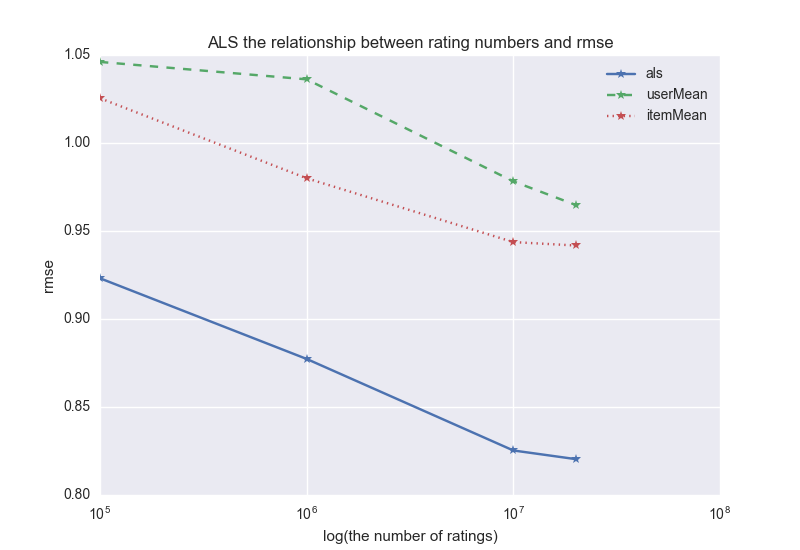 ALS the relationship between rating numbers and rmse
als
userMean
itemMean
1.05
1.00
0.95
0.90
0.85
0.80
rmse
10⁵ 10⁶ 10⁷ 10⁸
log(the number of ratings)